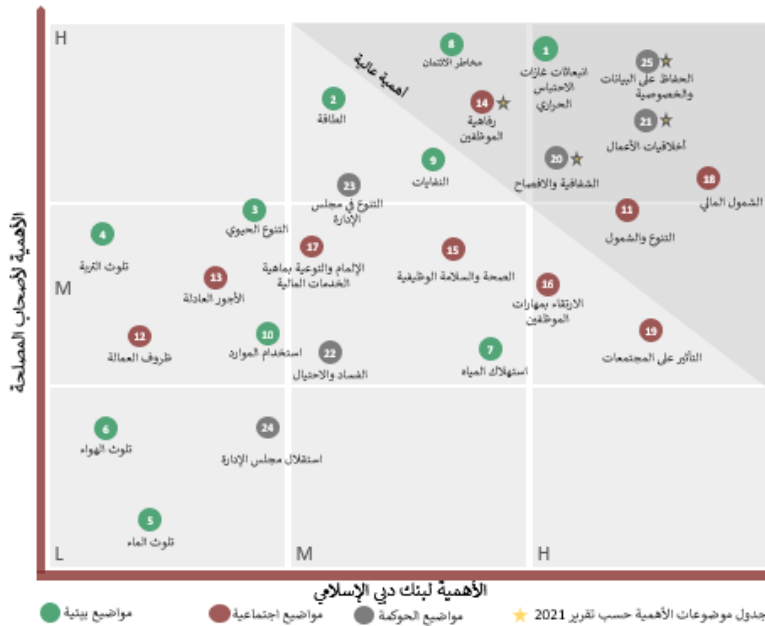 H
8
مخاطر الائتمان
1
انبعاثات غازات
الاحتباس
الحراري
25
الحفاظ على البيانات
والخصوصية
أهمية عالية
2
الطاقة
14
رفاهية
الموظفين
21
أخلاقيات الأعمال
9
النفايات
20
الشفافية والافصاح
18
الشمول المالي
23
التنوع في مجلس
الإدارة
3
التنوع الحيوي
11
التنوع والشمول
4
تلوث التربة
17
الإلمام والتوعية بماهية
الخدمات المالية
15
الصحة والسلامة الوظيفية
13
الأجور العادلة
16
الارتقاء بمهارات
الموظفين
M
12
ظروف العمالة
10
استخدام الموارد
22
الفساد والاحتيال
7
استهلاك المياه
19
التأثير على المجتمعات
الأهمية لأصحاب المصلحة
6
تلوث الهواء
24
استقلال مجلس الإدارة
5
تلوث الماء
L
M
H
الأهمية لبنك دبي الإسلامي
مواضيع بيئية
مواضيع اجتماعية
مواضيع الحوكمة
جدول موضوعات الأهمية حسب تقرير 2021